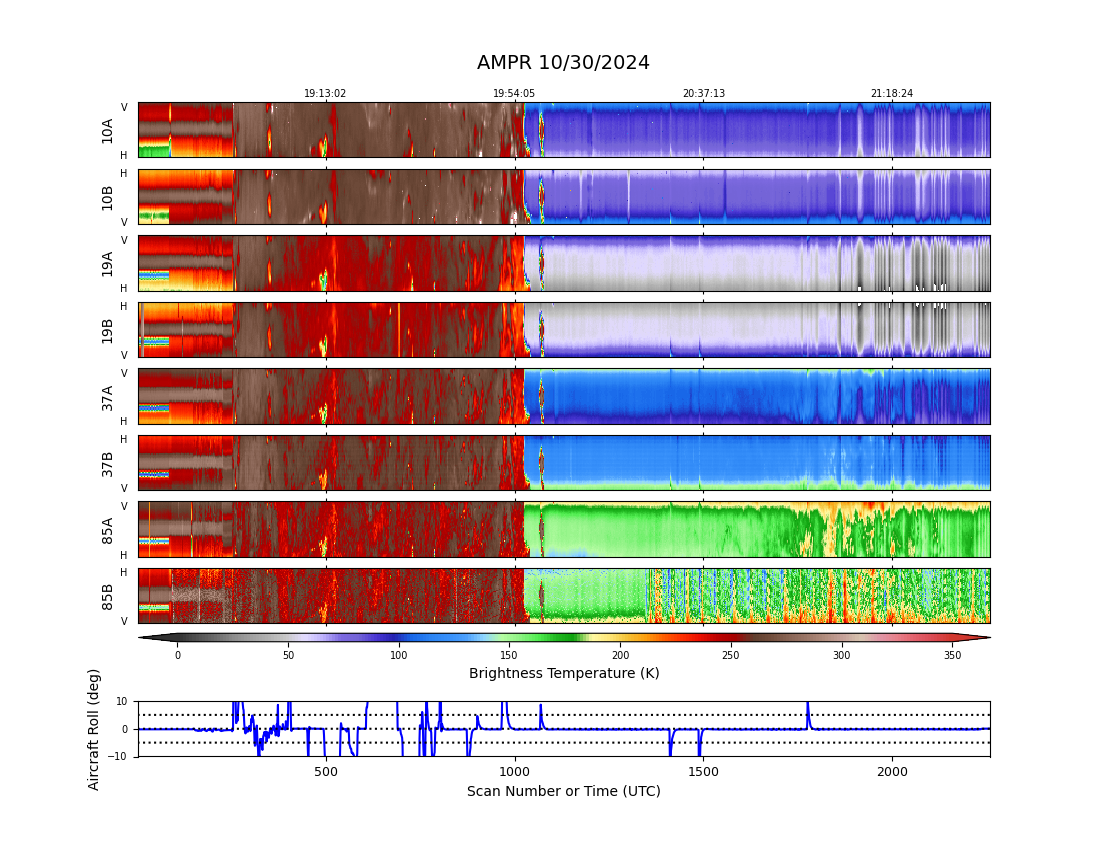 AMPR 10/30/2024
19:13:02 19:54:05 20:37:13 21:18:24
V
10A
H
H
10B
V
V
19A
H
H
19B
V
V
37A
H
H
37B
V
V
85A
H
H
85B
V
0 50 100 150 200 250 300 350
Brightness Temperature (K)
Aircraft Roll (deg)
10
0
−10
500 1000 1500 2000
Scan Number or Time (UTC)